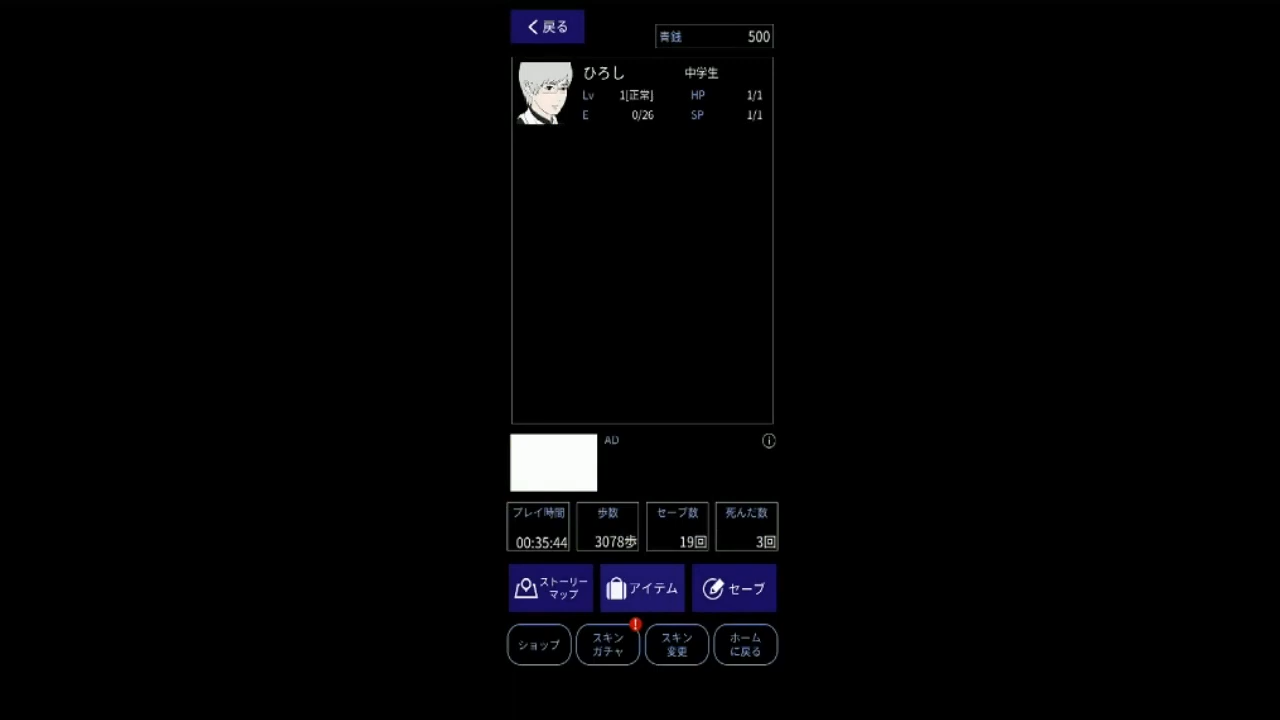 戻る
青銭 500
ひろし 中学生
Lv 1[正常] HP 1/1
E 0/26 SP 1/1
AD
プレイ時間 歩数 セーブ数 死んだ数
00:35:44 3078歩 19回 3回
ストーリー
マップ
アイテム
セーブ
ショップ
スキン
ガチャ
スキン
変更
ホーム
に戻る